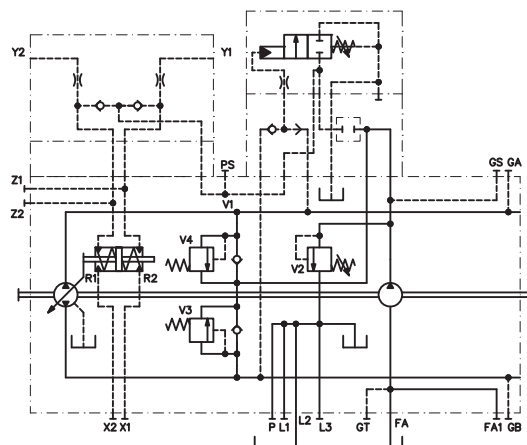 Y2 Y1
PS GS GA
Z1
Z2
V1
V4
V2
R1 R2
V3
X2 X1 P L1 L2 L3 GT FA FA1 GB